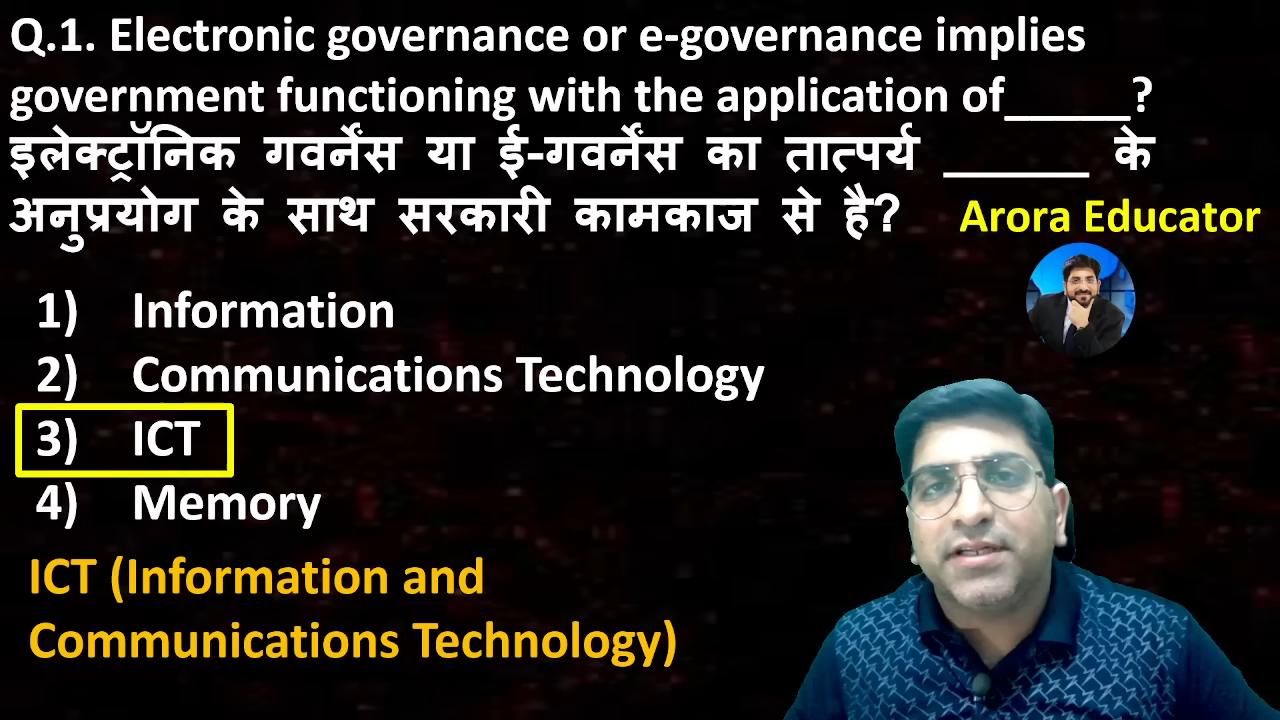 Q.1. Electronic governance or e-governance implies
government functioning with the application of_____?
इलेक्ट्रॉनिक गवर्नेंस या ई-गवर्नेंस का तात्पर्य ______ के
अनुप्रयोग के साथ सरकारी कामकाज से है?
Arora Educator
1) Information
2) Communications Technology
3) ICT
4) Memory
ICT (Information and
Communications Technology)